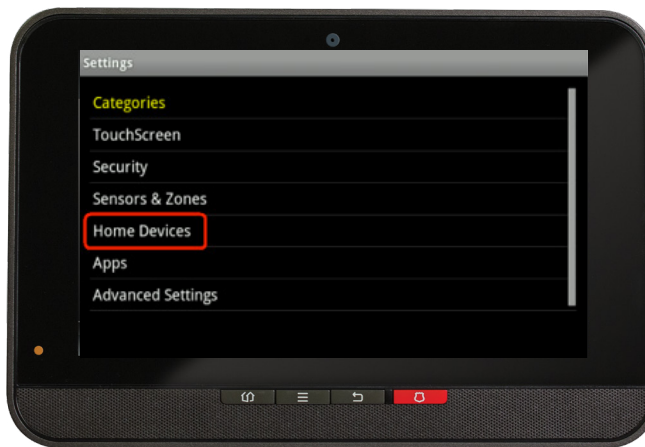 Settings
Categories
TouchScreen
Security
Sensors & Zones
Home Devices
Apps
Advanced Settings